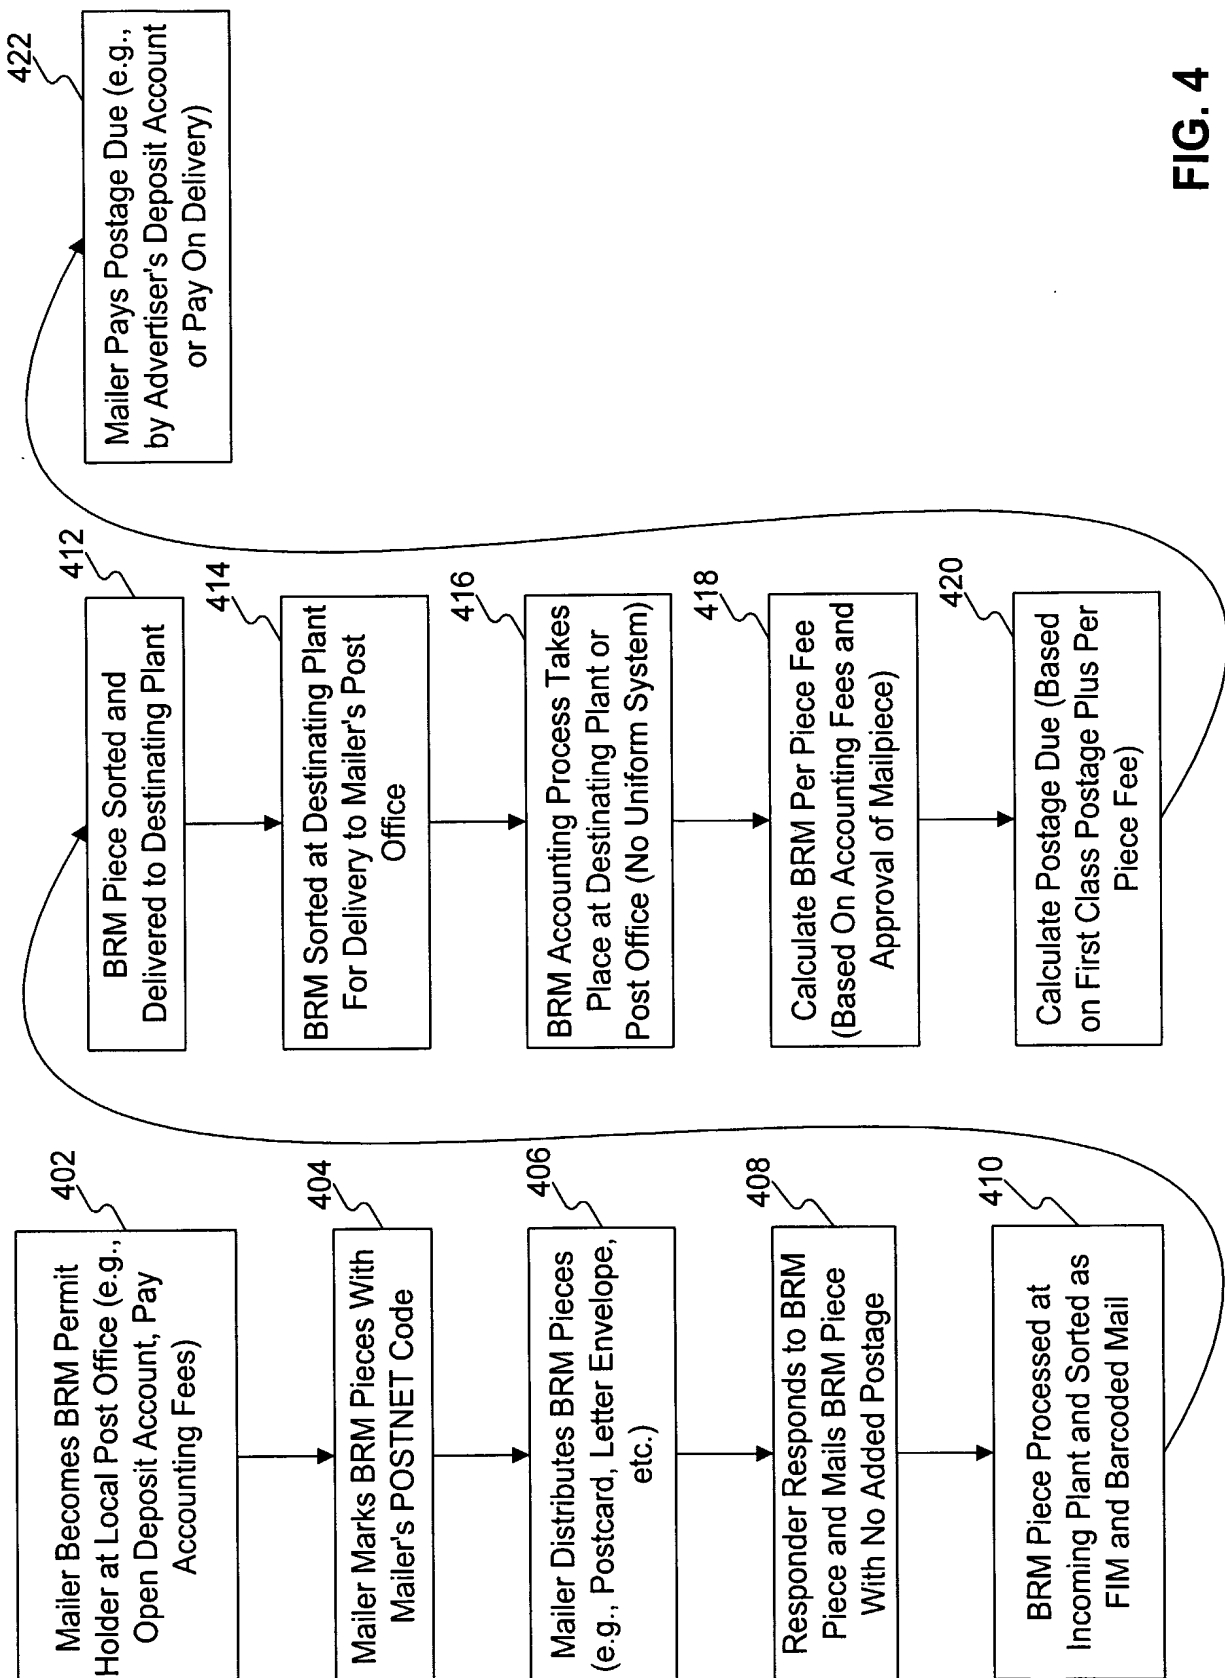 402
Mailer Becomes BRM Permit
Holder at Local Post Office (e.g.,
Open Deposit Account, Pay
Accounting Fees)
404
Mailer Marks BRM Pieces With
Mailer's POSTNET Code
406
Mailer Distributes BRM Pieces
(e.g., Postcard, Letter Envelope,
etc.)
408
Responder Responds to BRM
Piece and Mails BRM Piece
With No Added Postage
410
BRM Piece Processed at
Incoming Plant and Sorted as
FIM and Barcoded Mail
412
BRM Piece Sorted and
Delivered to Destinating Plant
414
BRM Sorted at Destinating Plant
For Delivery to Mailer's Post
Office
416
BRM Accounting Process Takes
Place at Destinating Plant or
Post Office (No Uniform System)
418
Calculate BRM Per Piece Fee
(Based On Accounting Fees and
Approval of Mailpiece)
420
Calculate Postage Due (Based
on First Class Postage Plus Per
Piece Fee)
422
Mailer Pays Postage Due (e.g.,
by Advertiser's Deposit Account
or Pay On Delivery)
FIG. 4